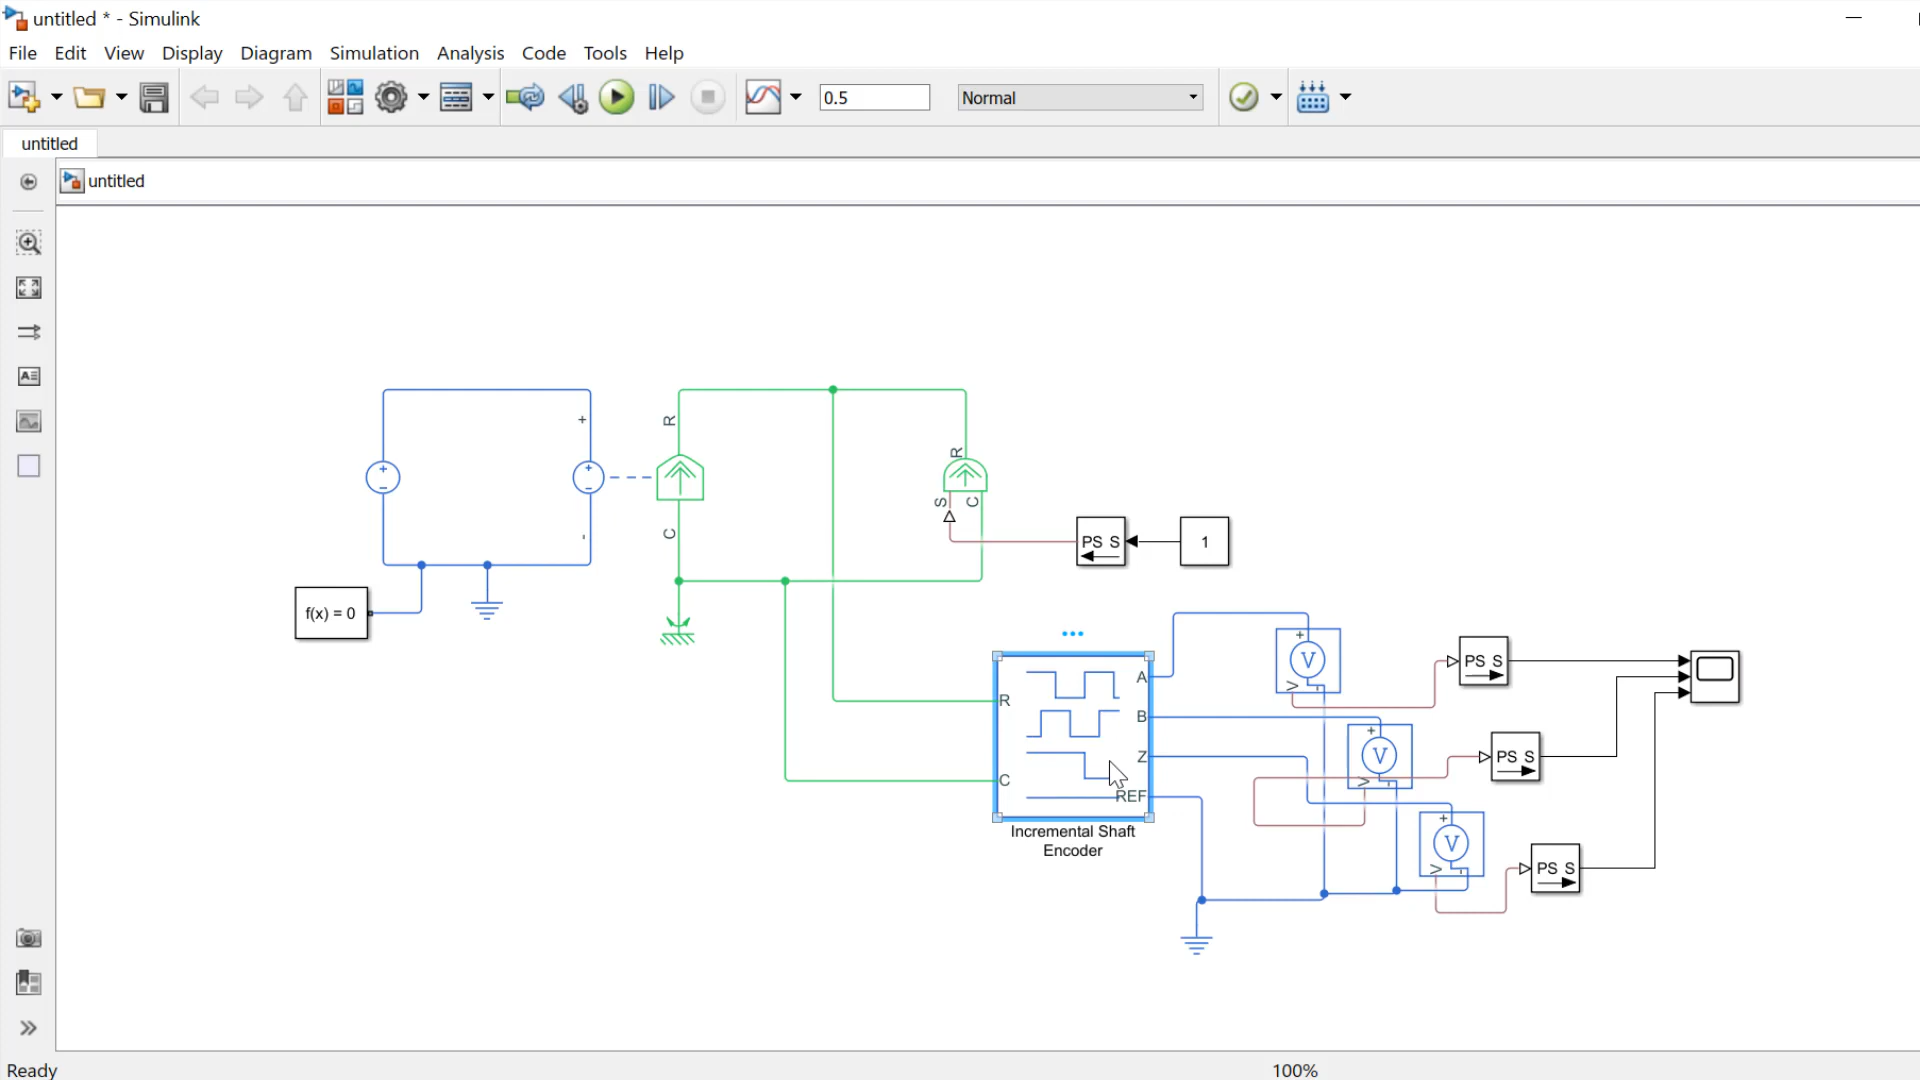 untitled * - Simulink
File Edit View Display Diagram Simulation Analysis Code Tools Help
0.5 Normal
untitled
untitled
+
R
R
+
-
+
-
S
C
C
PS S
1
f(x) = 0
A
B
Z
REF
R
C
Incremental Shaft
Encoder
+
V
V
-
PS S
+
V
V
-
PS S
+
V
V
-
PS S
Ready 100%